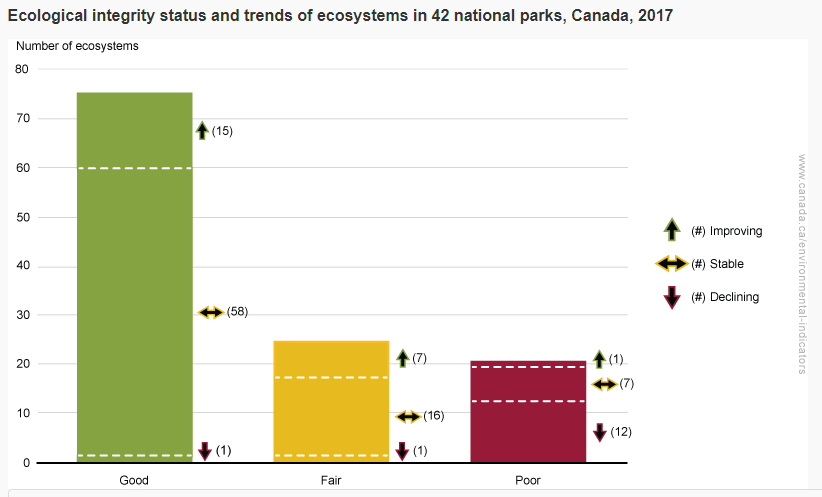 Ecological integrity status and trends of ecosystems in 42 national parks, Canada, 2017
Number of ecosystems
80
70
60
50
40
30
20
10
0
(15)
(58)
(1)
(7)
(16)
(1)
(1)
(7)
(12)
Good
Fair
Poor
(#) Improving
(#) Stable
(#) Declining
www.canada.ca/environmental-indicators